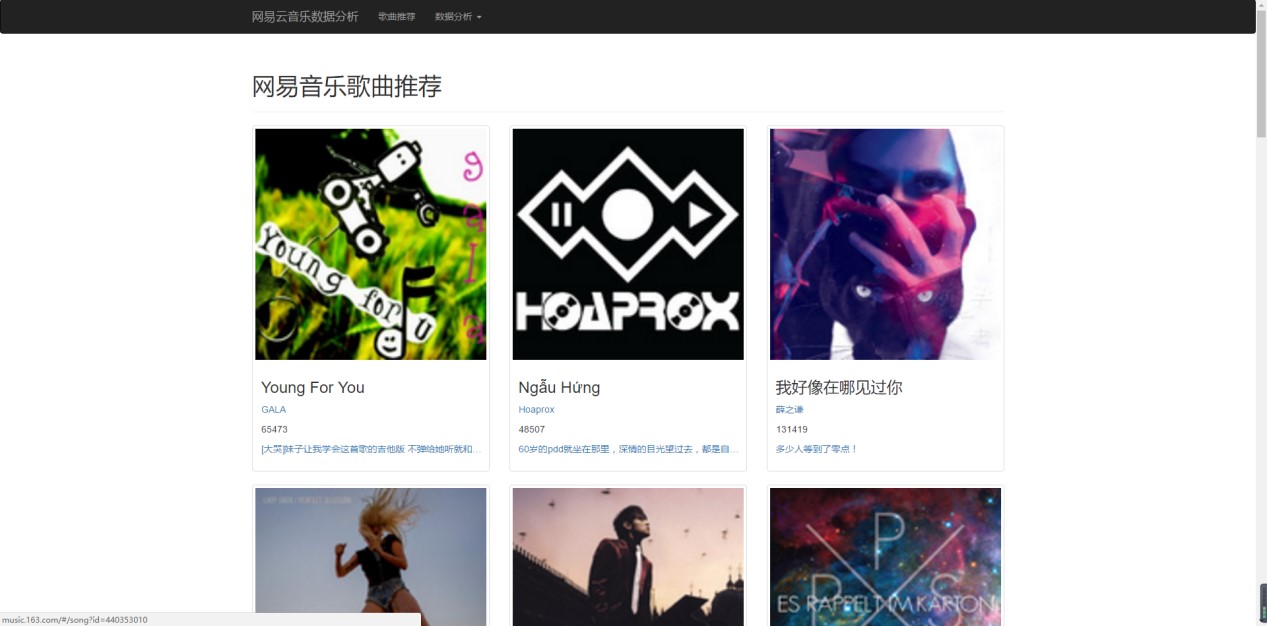 网易云音乐数据分析 歌曲推荐 数据分析
网易音乐歌曲推荐
g
a
l
a
Young for U
HOAPROX
Young For You
GALA
65473
[大哭]妹子让我学会这首歌的吉他版 不弹给她听就和...
Ngẫu Hứng
Hoaprox
48507
60岁的pdd就坐在那里，深情的目光望过去，都是自...
我好像在哪见过你
薛之谦
131419
多少人等到了零点！
P
ES RAPPELT IM KARTON
music.163.com/#/song?id=440353010